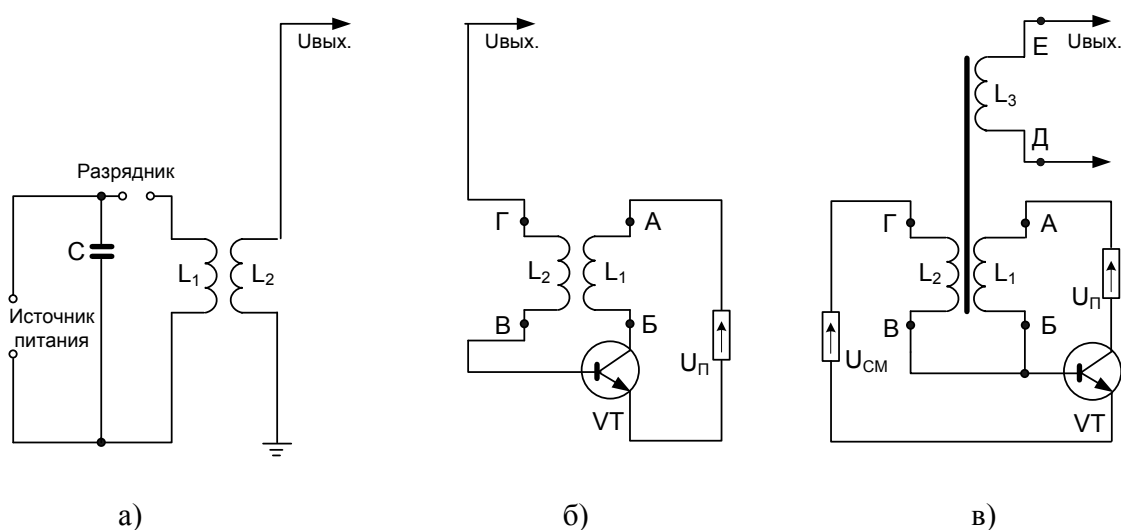 Uвых.
Разрядник
C
L₁
L₂
Источник
питания
а)
Uвых.
Г
А
L₂
L₁
В
Б
VT
Uп
б)
Е
Uвых.
L₃
Д
Г
А
L₂
L₁
Uп
В
Б
Uсм
VT
в)